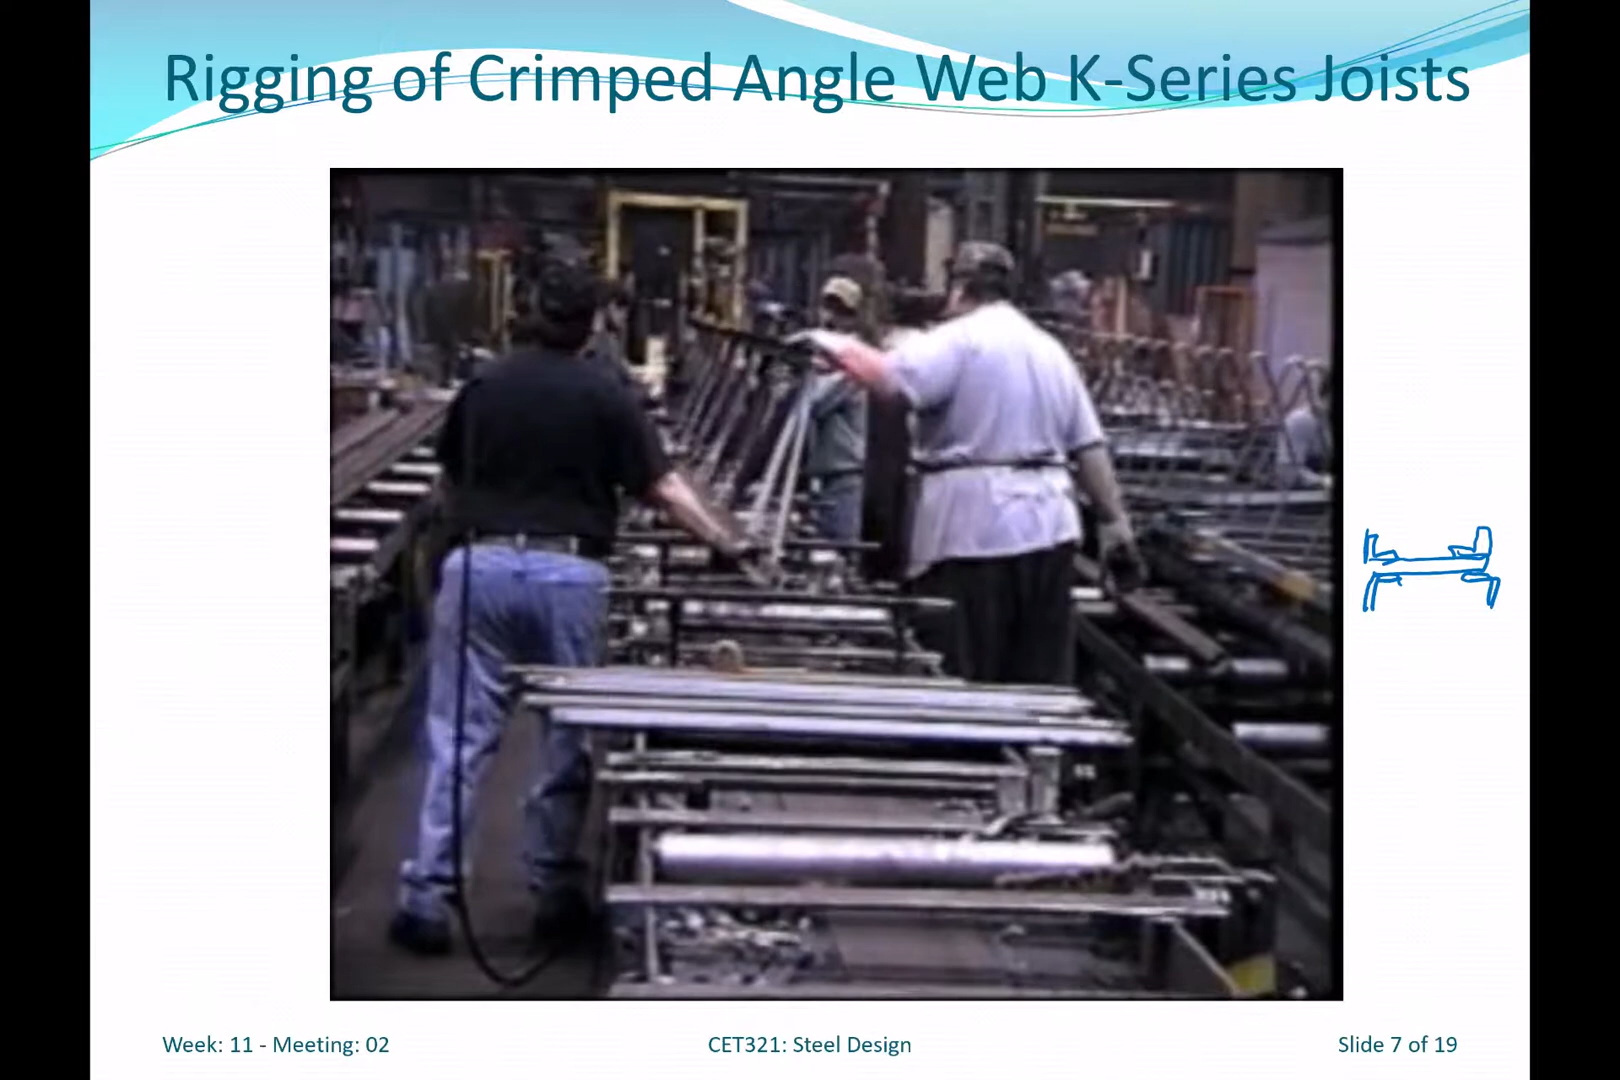 Rigging of Crimped Angle Web K-Series Joists
Week: 11 - Meeting: 02
CET321: Steel Design
Slide 7 of 19